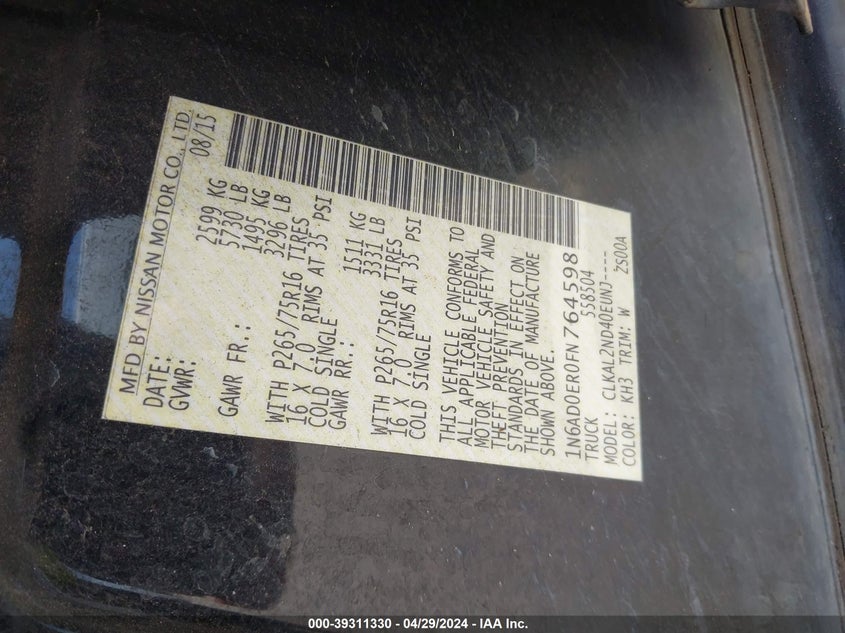 MFD BY NISSAN MOTOR CO., LTD.
DATE: 08/15
GVWR: 2599 KG
5730 LB
GAWR FR.: 1495 KG
3296 LB
WITH P265/75R16 TIRES
16 X 7.0 RIMS AT 35 PSI
COLD SINGLE
GAWR RR.: 1511 KG
3331 LB
WITH P265/75R16 TIRES
16 X 7.0 RIMS AT 35 PSI
COLD SINGLE
THIS VEHICLE CONFORMS TO
ALL APPLICABLE FEDERAL
MOTOR VEHICLE SAFETY AND
THEFT PREVENTION
STANDARDS IN EFFECT ON
THE DATE OF MANUFACTURE
SHOWN ABOVE.
1N6AD0ER0FN764598
TRUCK 558504
MODEL: CLKAL2ND40EUNJ----
COLOR: KH3 TRIM: W ZS00A
000-39311330 - 04/29/2024 - IAA Inc.